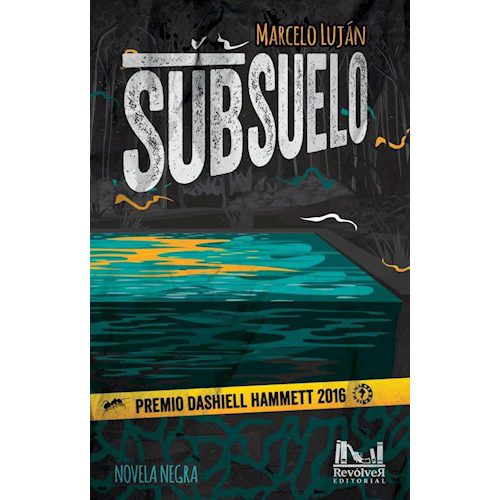 Marcelo Luján
SUBSUELO
PREMIO DASHIELL HAMMETT 2016
NOVELA NEGRA
RevólveR
EDITORIAL